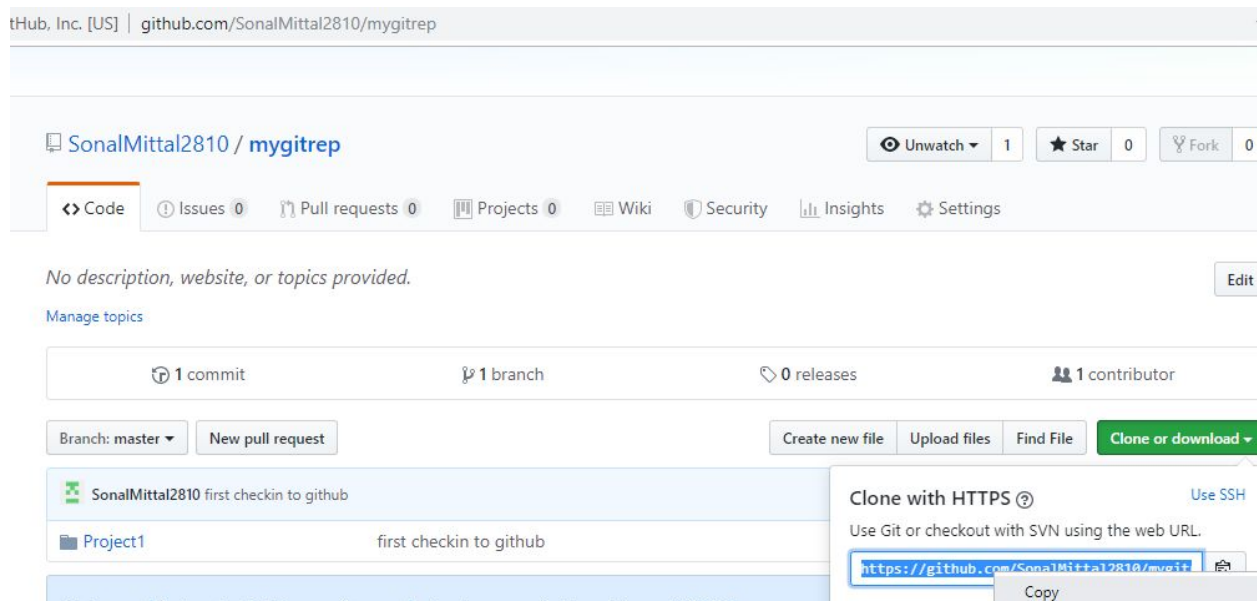 tHub, Inc. [US] | github.com/SonalMittal2810/mygitrep
SonalMittal2810 / mygitrep
Unwatch 1 Star 0 Fork 0
Code Issues 0 Pull requests 0 Projects 0 Wiki Security Insights Settings
No description, website, or topics provided.
Edit
Manage topics
1 commit 1 branch 0 releases 1 contributor
Branch: master New pull request Create new file Upload files Find File Clone or download
SonalMittal2810 first checkin to github
Project1 first checkin to github
Clone with HTTPS Use SSH
Use Git or checkout with SVN using the web URL.
https://github.com/SonalMittal2810/mygit
Copy